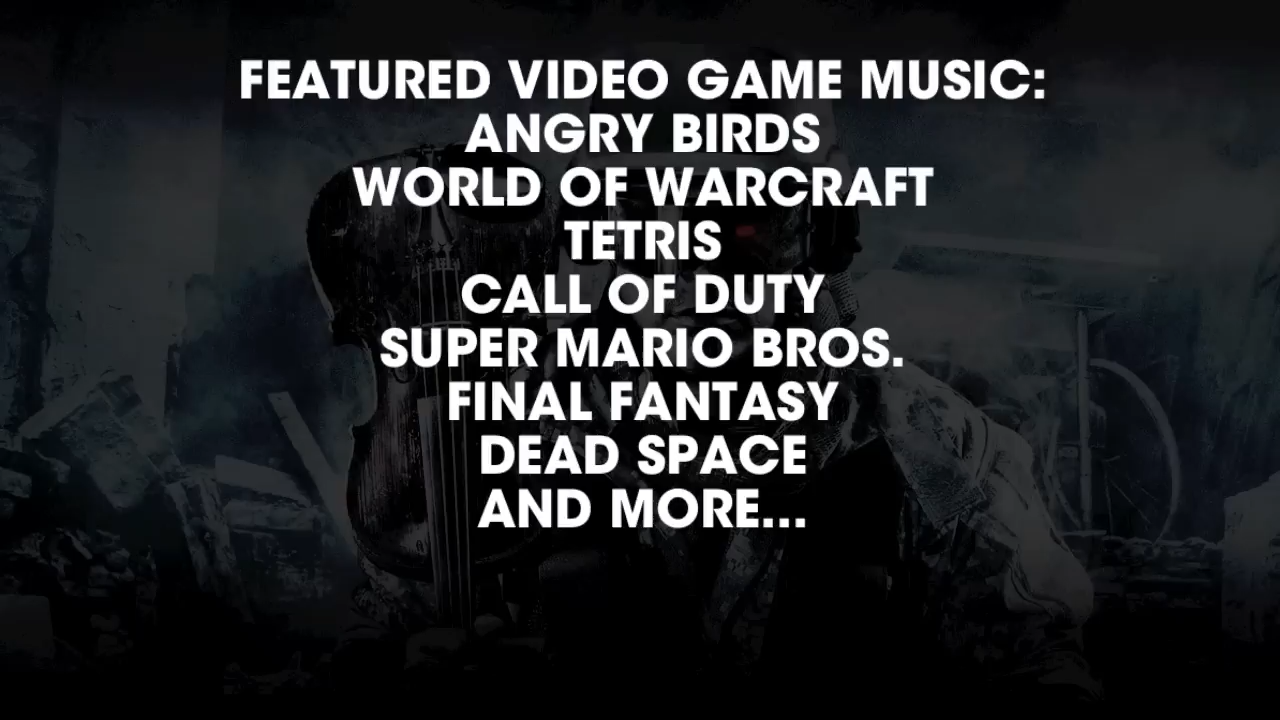 FEATURED VIDEO GAME MUSIC:
ANGRY BIRDS
WORLD OF WARCRAFT
TETRIS
CALL OF DUTY
SUPER MARIO BROS.
FINAL FANTASY
DEAD SPACE
AND MORE...